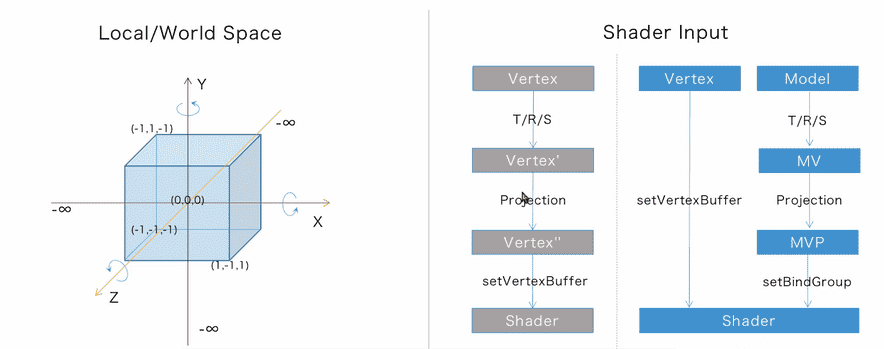 Local/World Space
Y
(-1,1,-1)
-∞
(0,0,0)
-∞
X
(-1,-1,-1)
(1,-1,1)
Z
-∞
Shader Input
Vertex
T/R/S
Vertex'
Projection
Vertex''
setVertexBuffer
Shader
Vertex
Model
T/R/S
MV
setVertexBuffer
Projection
MVP
setBindGroup
Shader